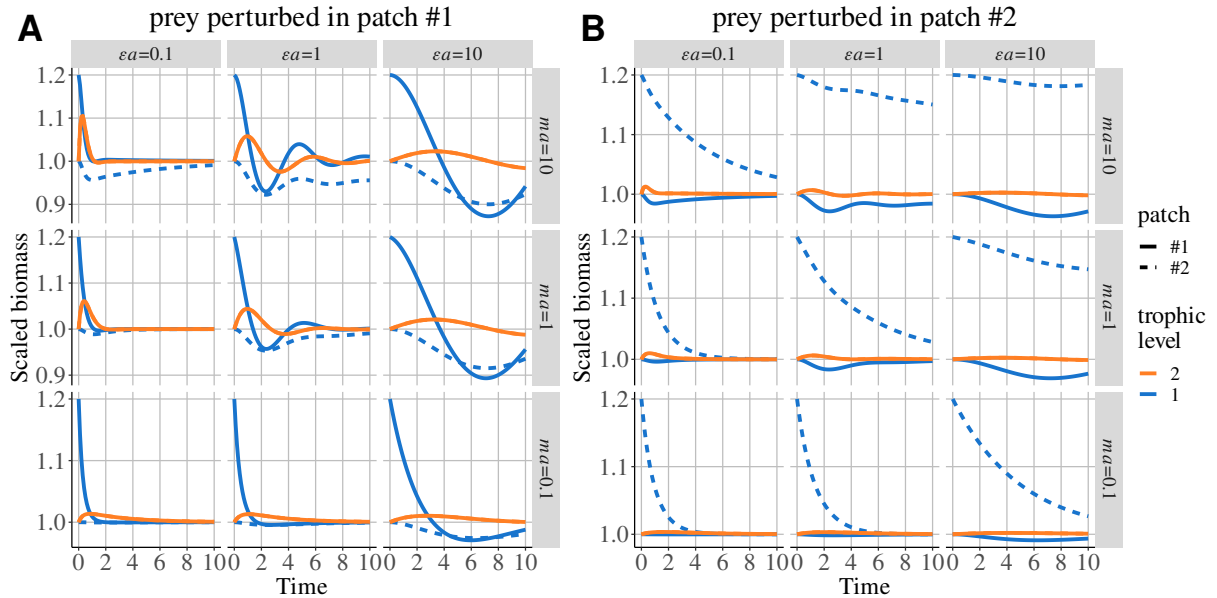 A prey perturbed in patch #1
εa=0.1 εa=1 εa=10
1.2
1.1
1.0
0.9
ma=10
1.2
1.1
1.0
0.9
ma=1
1.2
1.1
1.0
ma=0.1
0 2 4 6 8 10 0 2 4 6 8 10 0 2 4 6 8 10
Time
Scaled biomass
B prey perturbed in patch #2
εa=0.1 εa=1 εa=10
1.2
1.1
1.0
ma=10
1.2
1.1
1.0
ma=1
1.2
1.1
1.0
ma=0.1
0 2 4 6 8 10 0 2 4 6 8 10 0 2 4 6 8 10
Time
Scaled biomass
patch
#1
#2
trophic
level
2
1